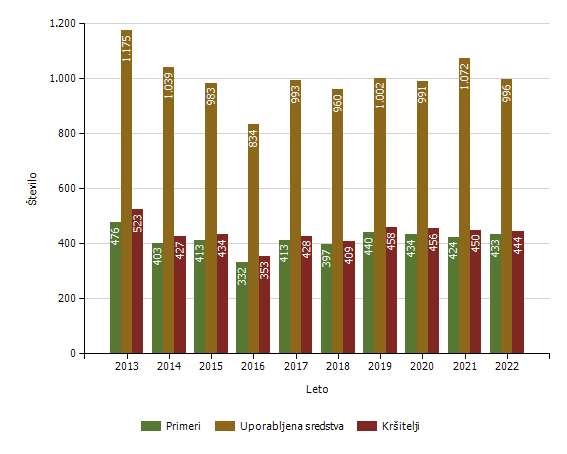 1.200
1.000
800
600
400
200
0
Število
476 1.175 523
403 1.039 427
413 983 434
332 834 353
413 993 428
397 960 409
440 1.002 458
434 991 456
424 1.072 450
433 996 444
2013 2014 2015 2016 2017 2018 2019 2020 2021 2022
Leto
Primeri Uporabljena sredstva Kršitelji